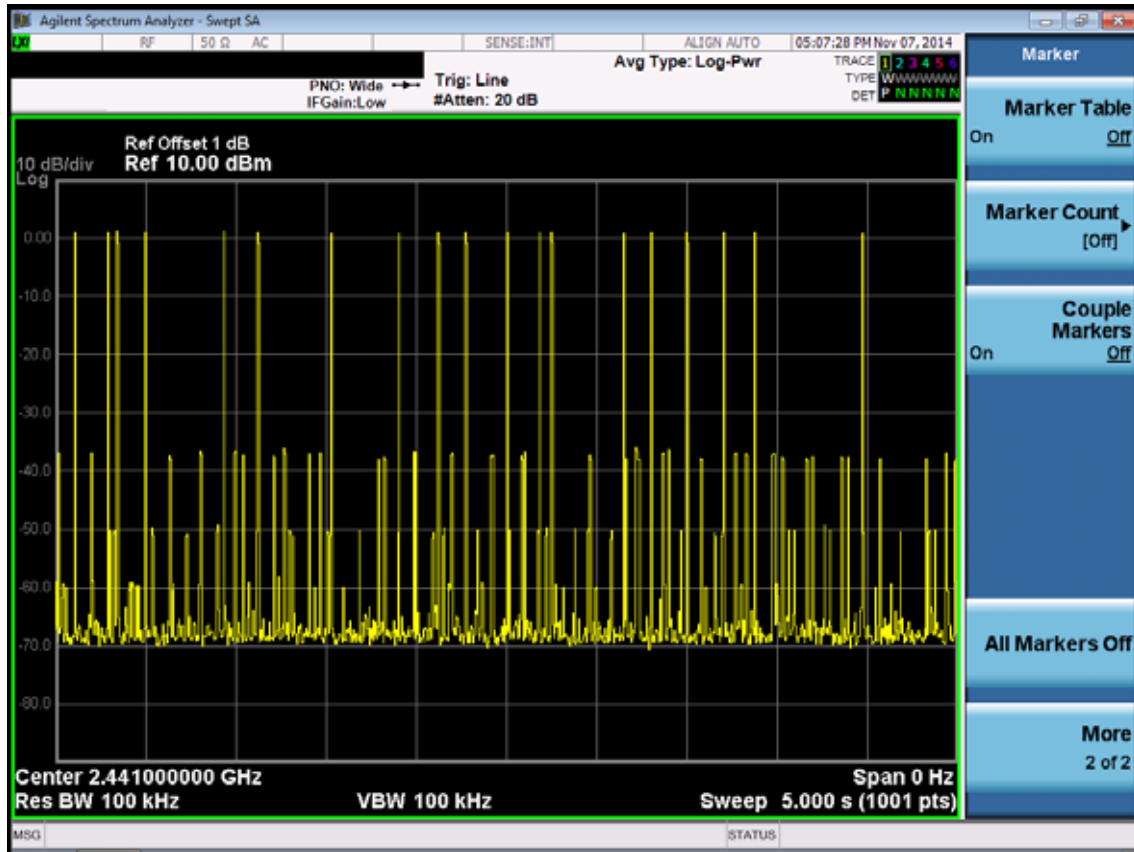 Agilent Spectrum Analyzer - Swept SA
LXI RF 50 Ω AC SENSE:INT ALIGN AUTO 05:07:28 PM Nov 07, 2014
PNO: Wide Trig: Line Avg Type: Log-Pwr TRACE 1 2 3 4 5 6
TYPE WWWWWW
IFGain:Low #Atten: 20 dB DET P N N N N N
Ref Offset 1 dB
10 dB/div Ref 10.00 dBm
Log
0.00
-10.0
-20.0
-30.0
-40.0
-50.0
-60.0
-70.0
-80.0
Center 2.441000000 GHz Span 0 Hz
Res BW 100 kHz VBW 100 kHz Sweep 5.000 s (1001 pts)
MSG STATUS
Marker
Marker Table
On Off
Marker Count
[Off]
Couple
Markers
On Off
All Markers Off
More
2 of 2